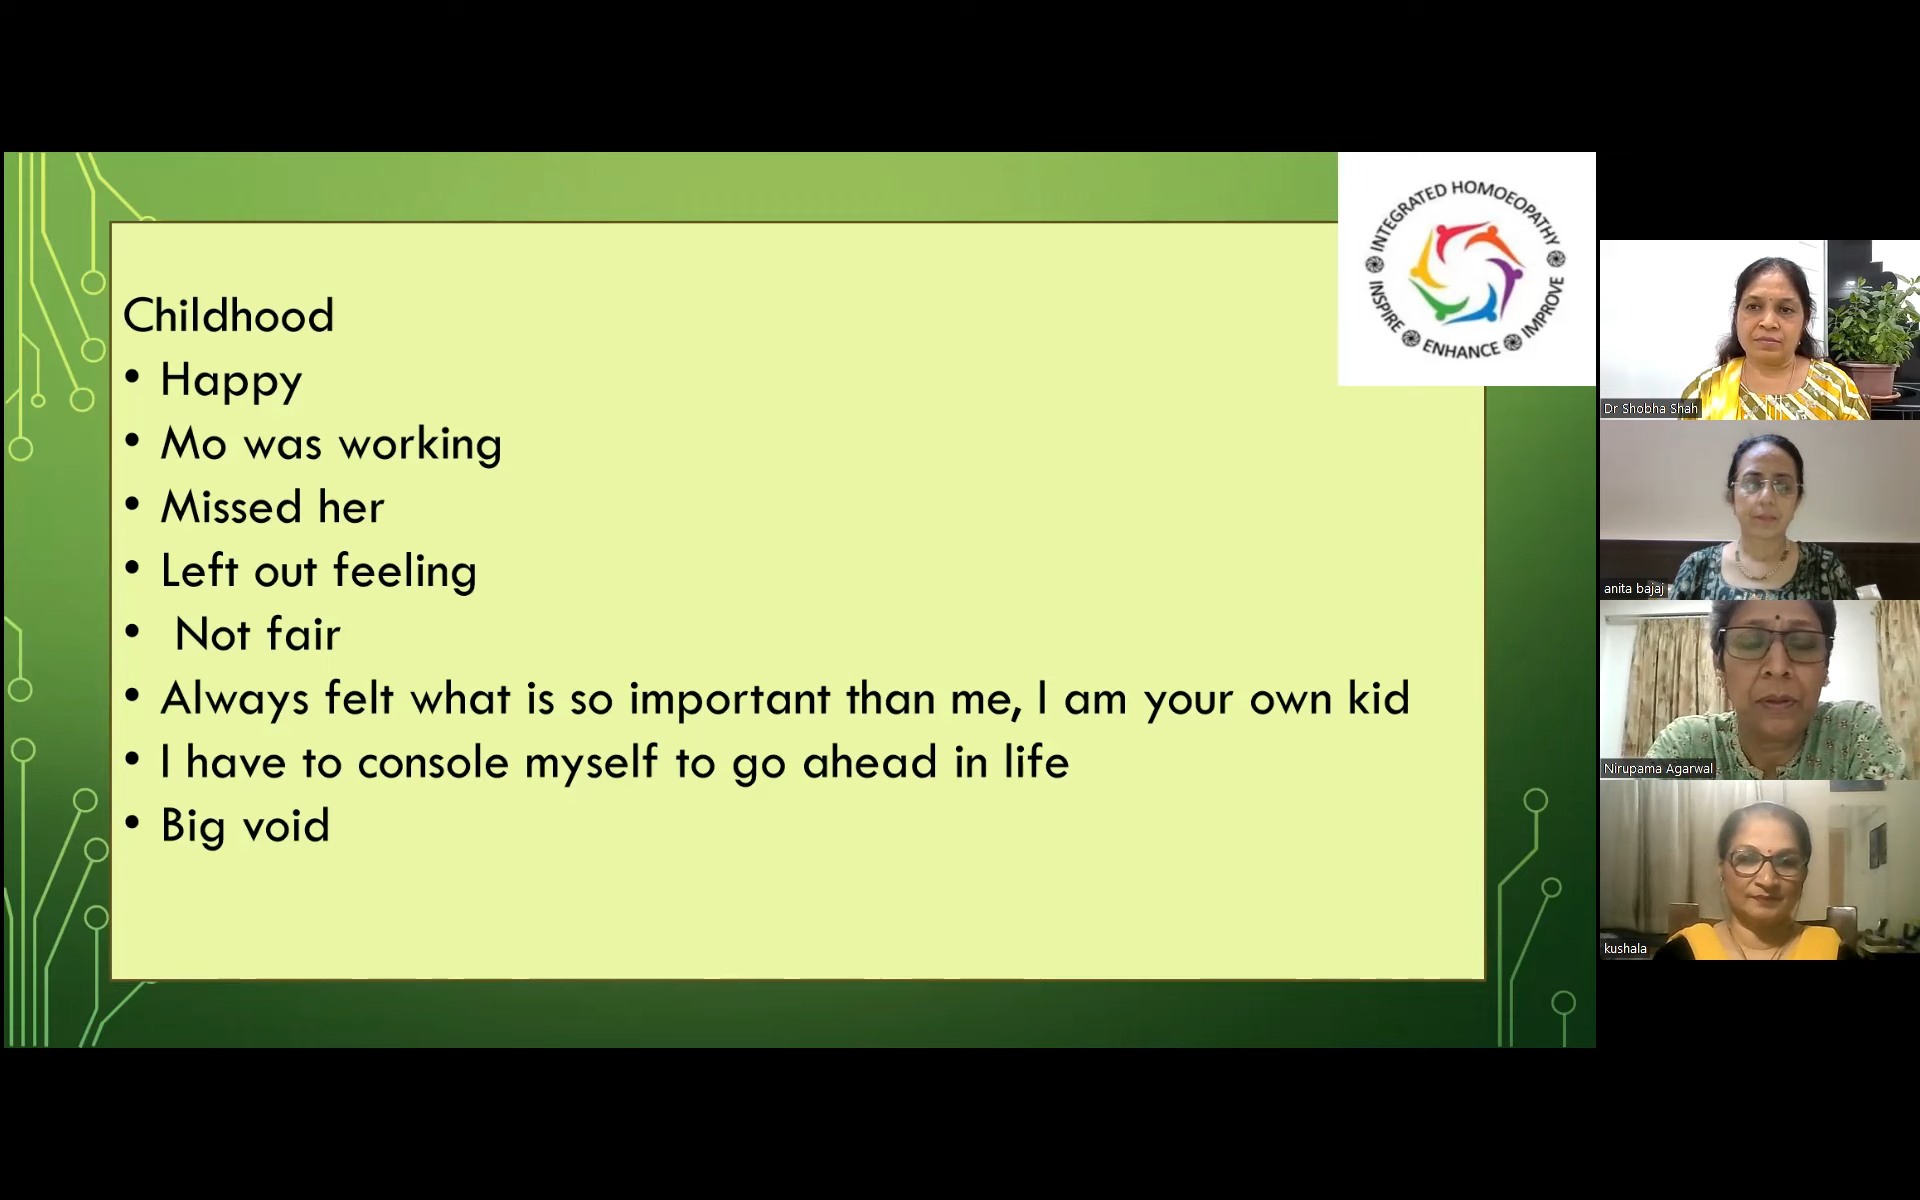 Childhood
• Happy
• Mo was working
• Missed her
• Left out feeling
• Not fair
• Always felt what is so important than me, I am your own kid
• I have to console myself to go ahead in life
• Big void
INTEGRATED HOMOEOPATHY
INSPIRE ENHANCE IMPROVE
Dr Shobha Shah
anita bajaj
Nirupama Agarwal
kushala